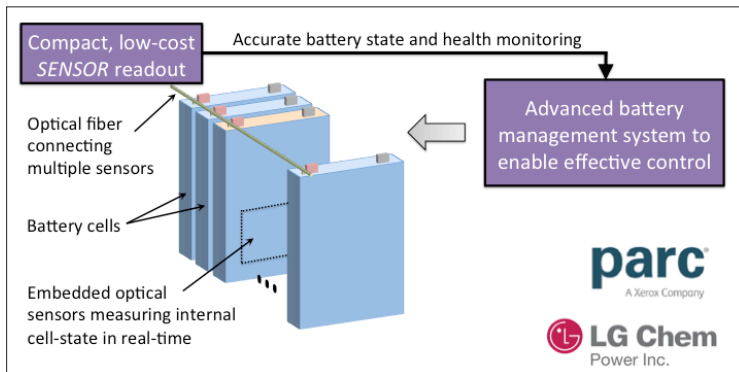 Compact, low-cost
SENSOR readout
Accurate battery state and health monitoring
Advanced battery
management system to
enable effective control
Optical fiber
connecting
multiple sensors
Battery cells
Embedded optical
sensors measuring internal
cell-state in real-time
parc®
A Xerox Company
LG Chem
Power Inc.